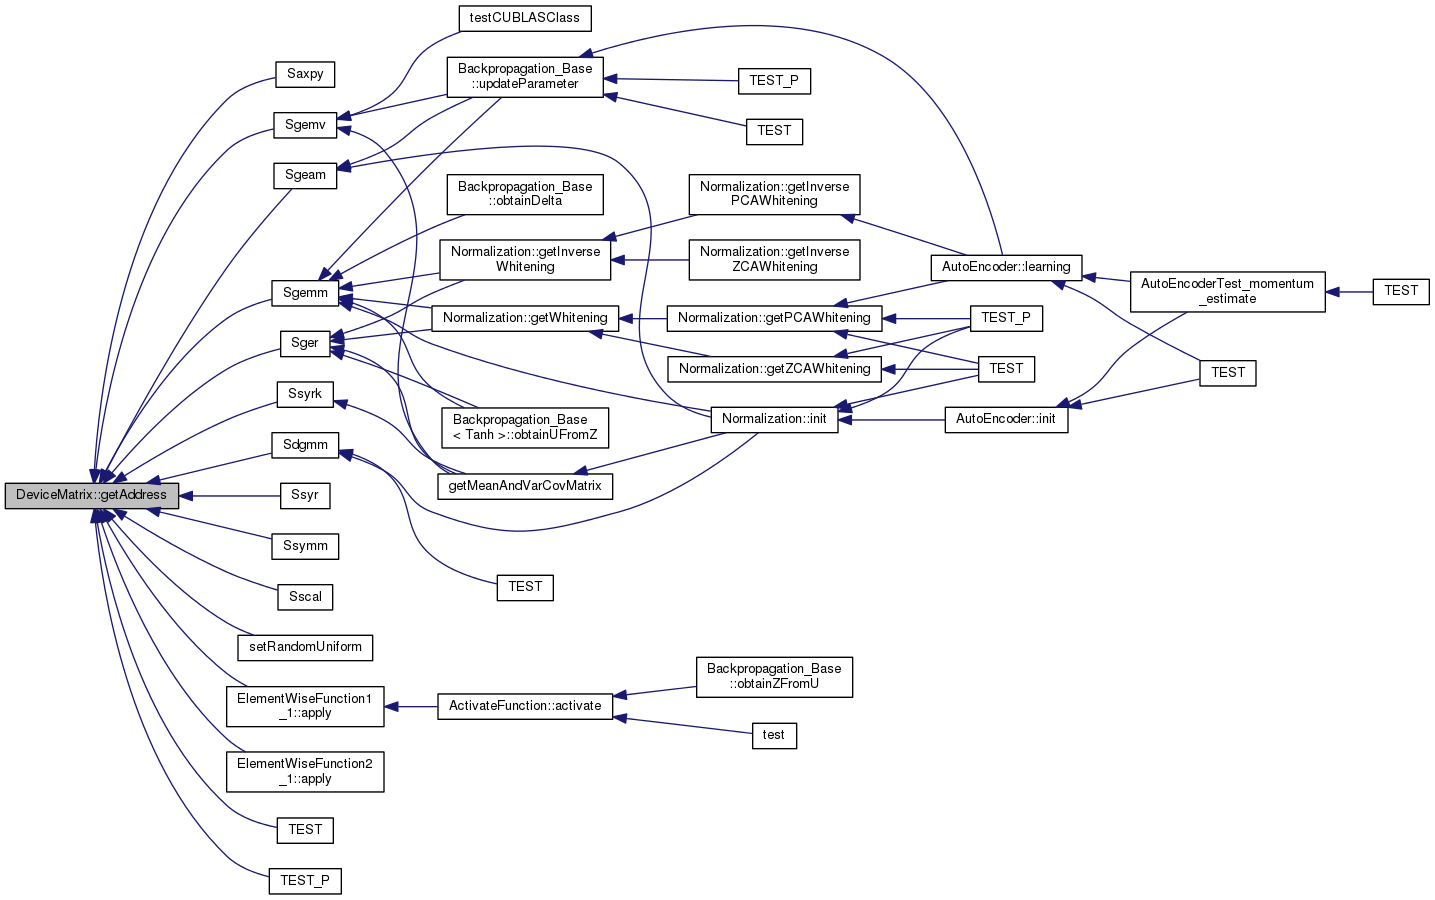 testCUBLASClass
Saxpy
Backpropagation_Base
::updateParameter
TEST_P
Sgemv
TEST
Sgeam
Backpropagation_Base
::obtainDelta
Normalization::getInverse
PCAWhitening
Normalization::getInverse
Whitening
Normalization::getInverse
ZCAWhitening
AutoEncoder::learning
AutoEncoderTest_momentum
_estimate
TEST
Sgemm
Normalization::getWhitening
Normalization::getPCAWhitening
TEST_P
Sger
Normalization::getZCAWhitening
TEST
TEST
Ssyrk
Backpropagation_Base
< Tanh >::obtainUFromZ
Normalization::init
AutoEncoder::init
Sdgmm
getMeanAndVarCovMatrix
DeviceMatrix::getAddress
Ssyr
Ssymm
TEST
Sscal
setRandomUniform
Backpropagation_Base
::obtainZFromU
ElementWiseFunction1
_1::apply
ActivateFunction::activate
test
ElementWiseFunction2
_1::apply
TEST
TEST_P